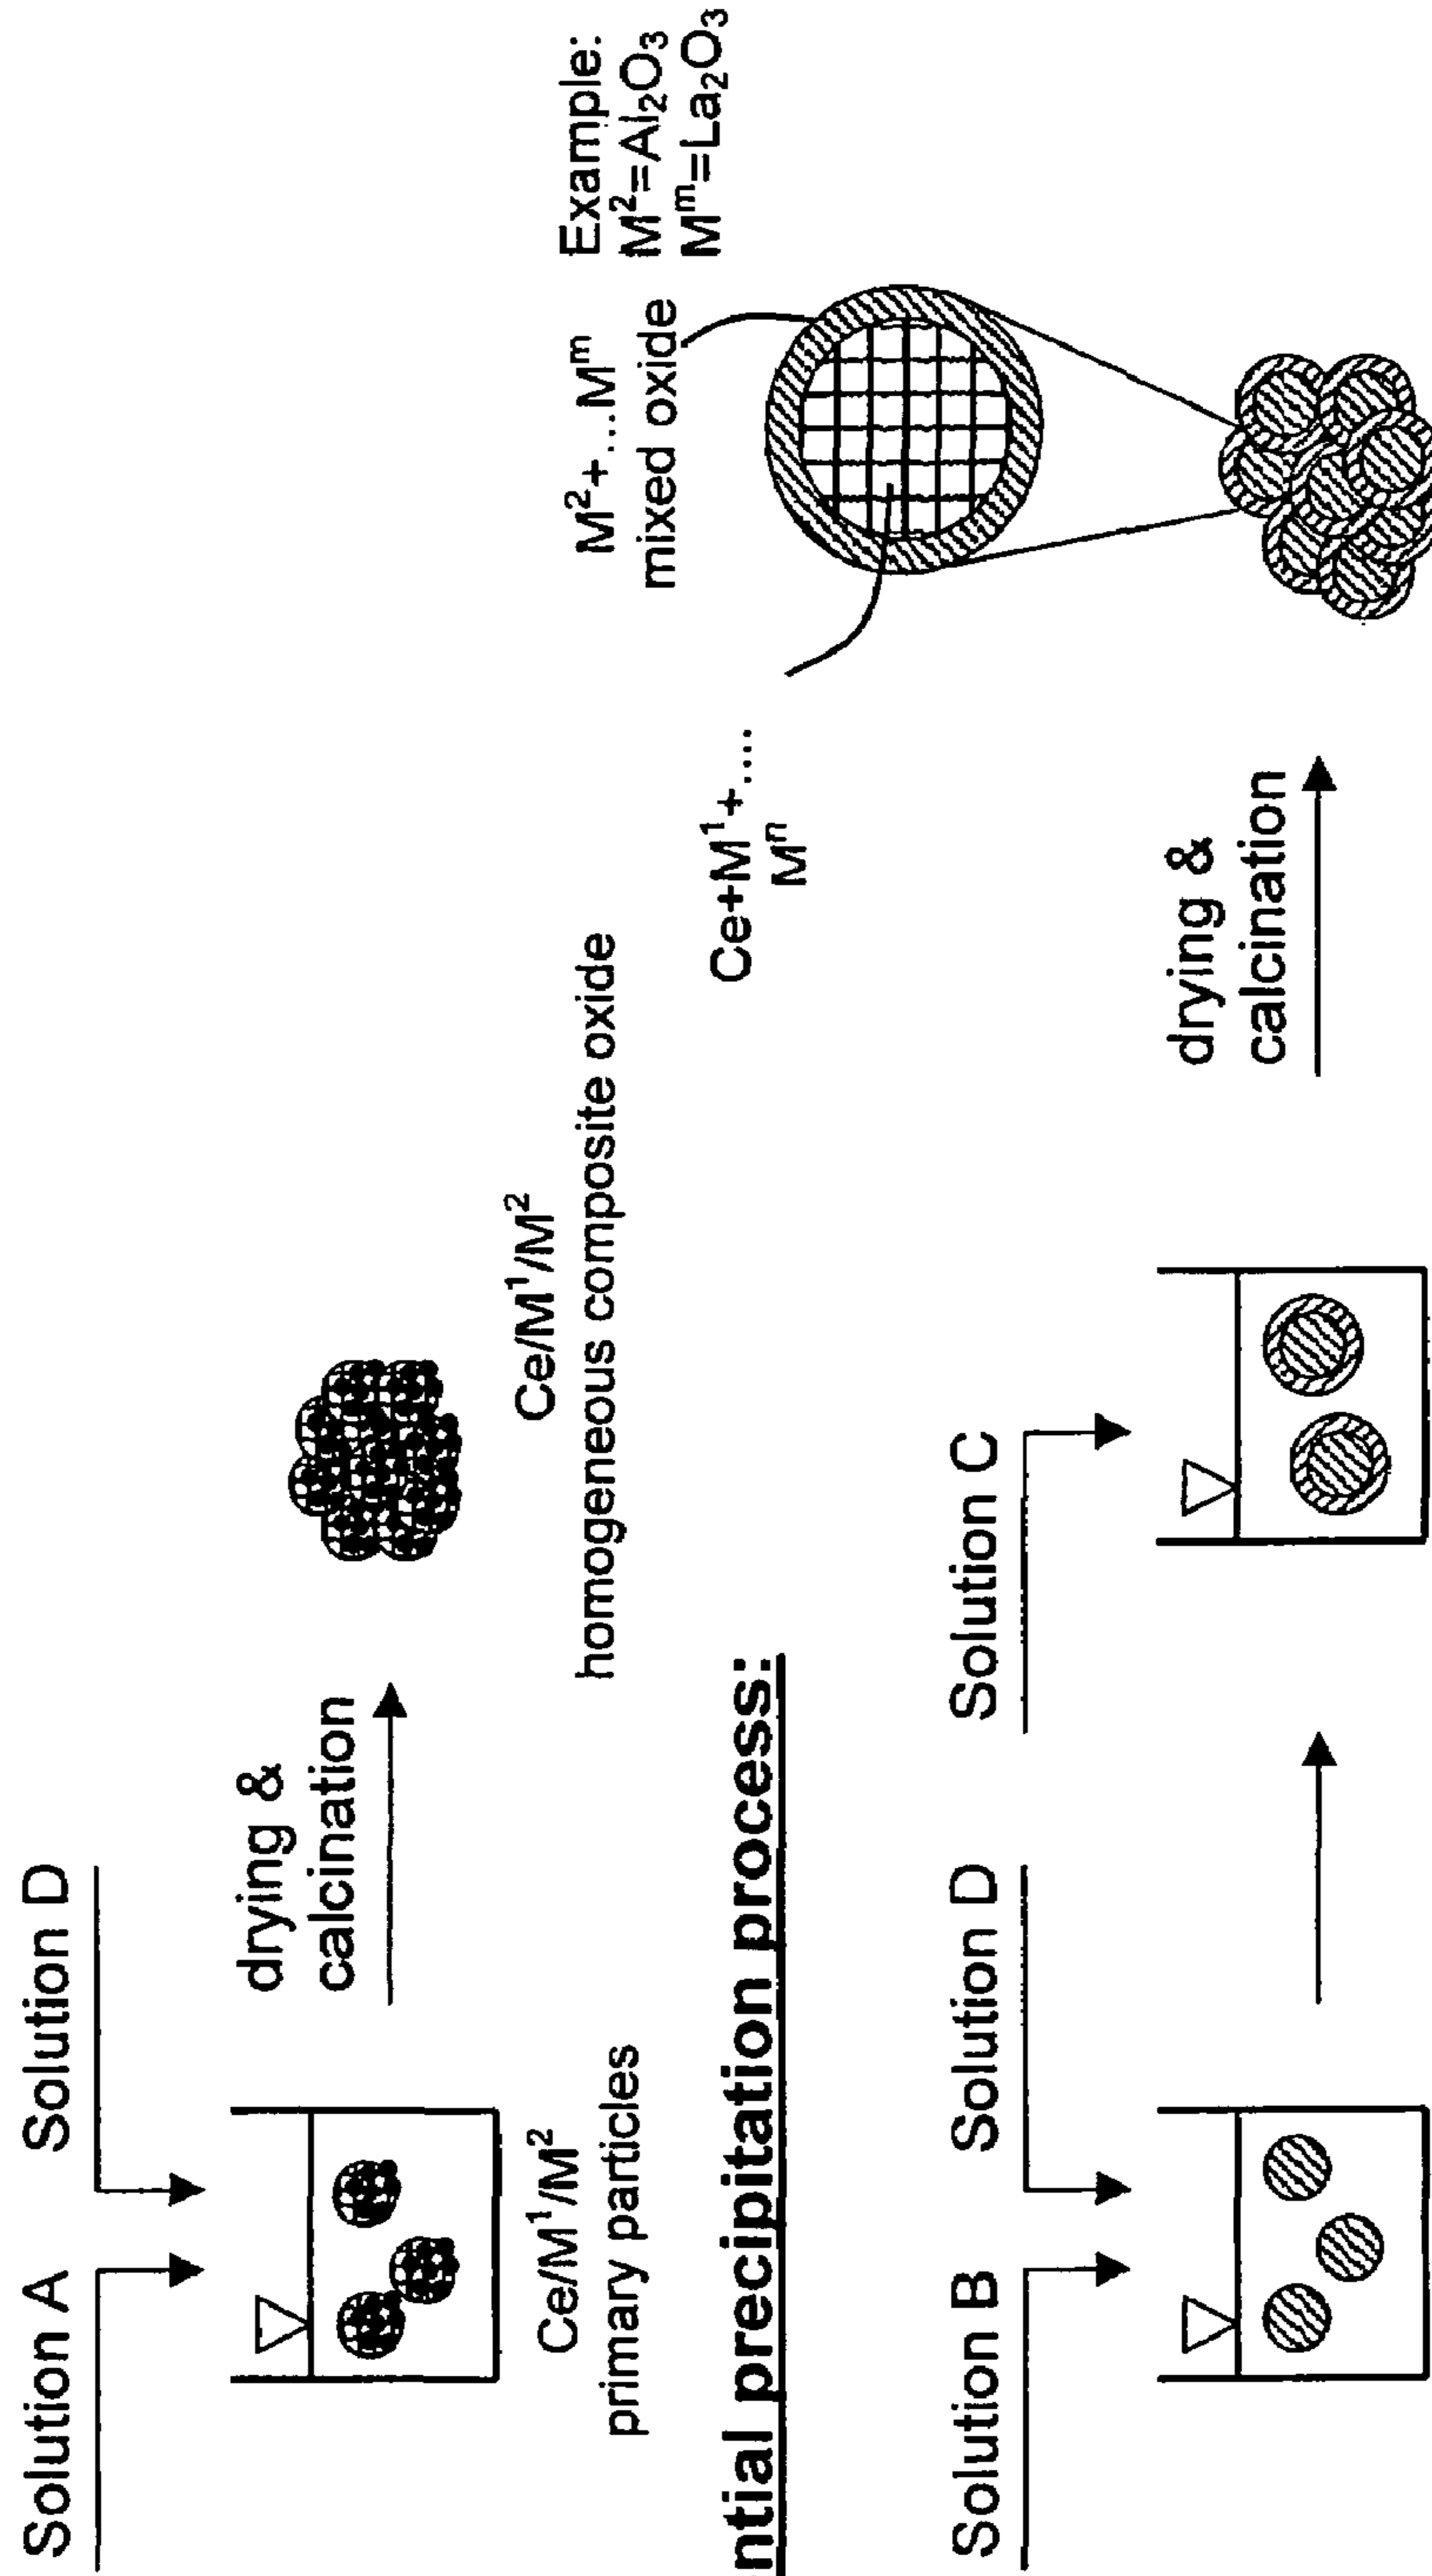 Solution A
Solution D
drying &
calcination
Ce/M¹/M²
primary particles
Ce/M¹/M²
homogeneous composite oxide
ntial precipitation process:
Solution B
Solution D
Solution C
drying &
calcination
Ce+M¹+....
Mⁿ
M²+...Mᵐ
mixed oxide
Example:
M²=Al₂O₃
Mᵐ=La₂O₃